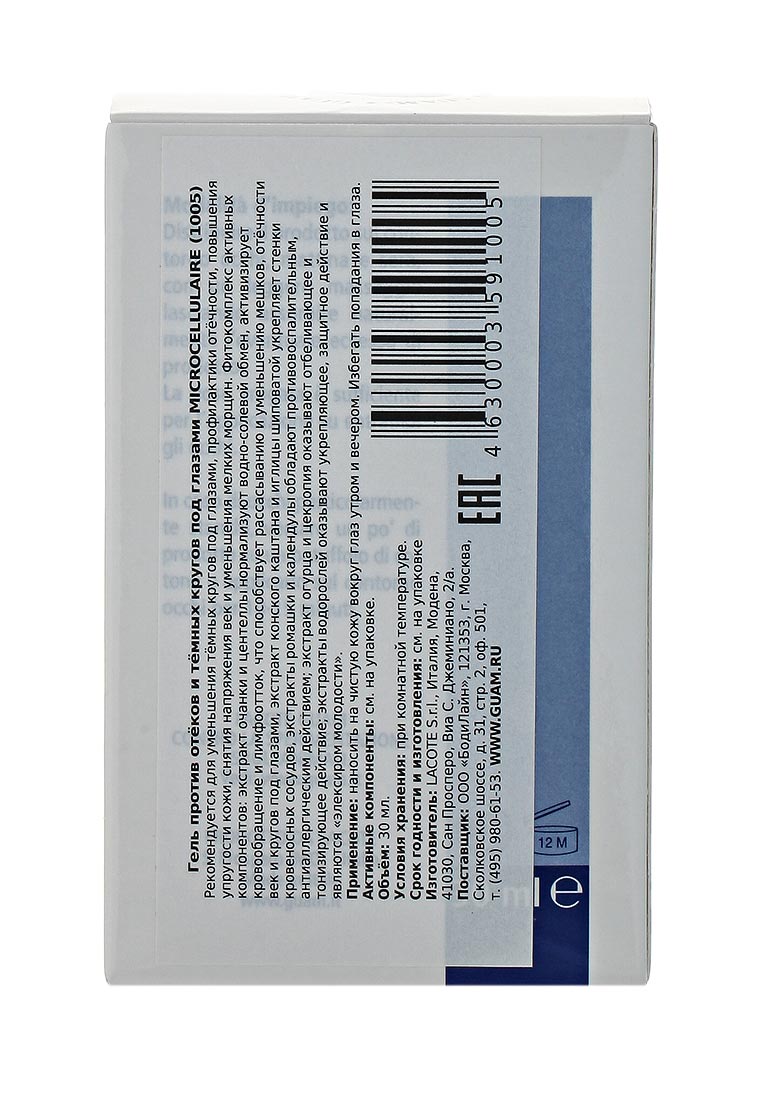 Гель против отёков и тёмных кругов под глазами MICROCELLULAIRE (1005)
Рекомендуется для уменьшения тёмных кругов под глазами, профилактики отёчности, повышения
упругости кожи, снятия напряжения век и уменьшения мелких морщин. Фитокомплекс активных
компонентов: экстракт очанки и центеллы нормализуют водно-солевой обмен, активизирует
кровообращение и лимфоотток, что способствует рассасыванию и уменьшению мешков, отёчности
век и кругов под глазами, экстракт конского каштана и иглицы шиповатой укрепляет стенки
кровеносных сосудов, экстракты ромашки и календулы обладают противовоспалительным,
антиаллергическим действием; экстракт огурца и цекропия оказывают отбеливающее и
тонизирующее действие; экстракты водорослей оказывают укрепляющее, защитное действие и
являются «элексиром молодости».
Применение: наносить на чистую кожу вокруг глаз утром и вечером. Избегать попадания в глаза.
Активные компоненты: см. на упаковке.
Объём: 30 мл.
Условия хранения: при комнатной температуре.
Срок годности и изготовления: см. на упаковке
Изготовитель: LACOTE S.r.l., Италия, Модена,
41030, Сан Просперо, Виа С. Джеминиано, 2/а.
Поставщик: ООО «БодиЛайн», 121353, г. Москва,
Сколковское шоссе, д. 31, стр. 2, оф. 501,
т. (495) 980-61-53. WWW.GUAM.RU
EAC
4630003591005
12 M
ml e